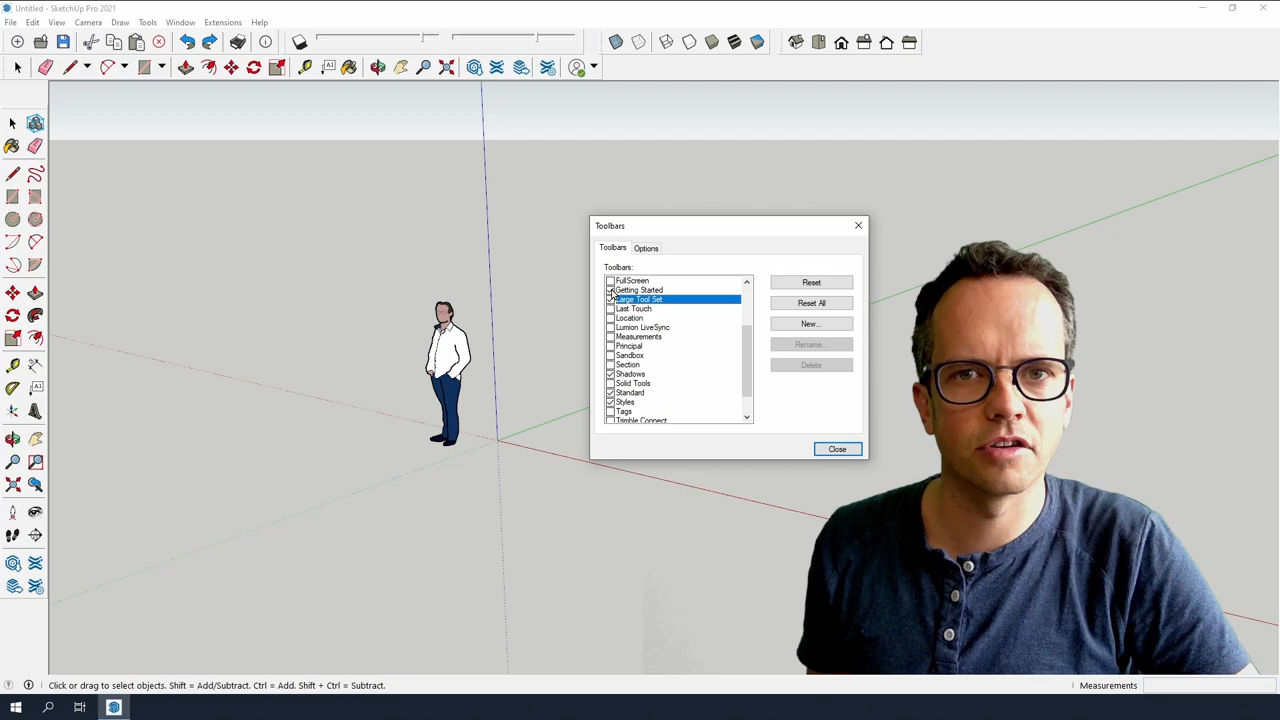 Untitled - SketchUp Pro 2021
File Edit View Camera Draw Tools Window Extensions Help
Toolbars
Toolbars Options
Toolbars:
FullScreen
Getting Started
Large Tool Set
Last Touch
Location
Lumion LiveSync
Measurements
Principal
Sandbox
Section
Shadows
Solid Tools
Standard
Styles
Tags
Trimble Connect
Reset
Reset All
New...
Rename...
Delete
Close
Click or drag to select objects. Shift = Add/Subtract. Ctrl = Add. Shift + Ctrl = Subtract.
Measurements